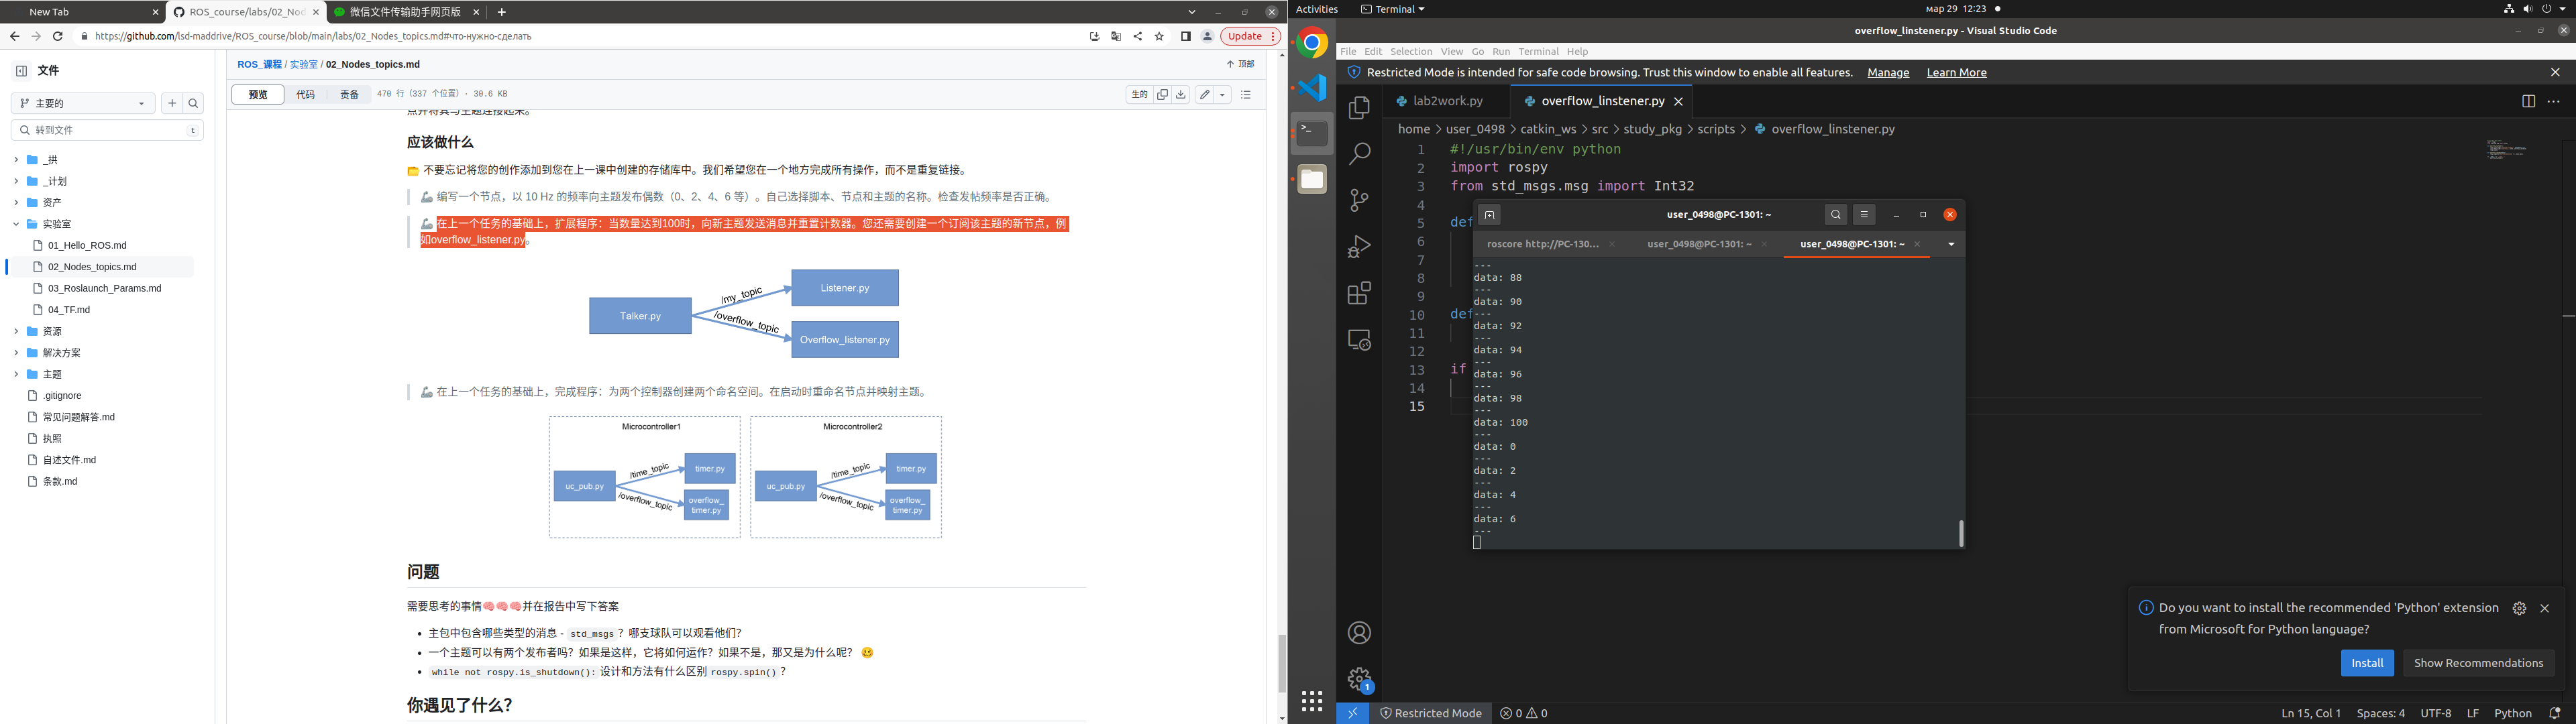 New Tab
ROS_course/labs/02_Nod
微信文件传输助手网页版
https://github.com/lsd-maddrive/ROS_course/blob/main/labs/02_Nodes_topics.md#что-нужно-сделать
Update
文件
主要的
转到文件
t
_拱
_计划
资产
实验室
01_Hello_ROS.md
02_Nodes_topics.md
03_Roslaunch_Params.md
04_TF.md
资源
解决方案
主题
.gitignore
常见问题解答.md
执照
自述文件.md
条款.md
ROS_课程 / 实验室 / 02_Nodes_topics.md
顶部
预览
代码
责备
470 行（337 个位置）· 30.6 KB
生的
点并将其与主题连接起来。
应该做什么
不要忘记将您的创作添加到您在上一课中创建的存储库中。我们希望您在一个地方完成所有操作，而不是重复链接。
编写一个节点，以 10 Hz 的频率向主题发布偶数（0、2、4、6 等）。自己选择脚本、节点和主题的名称。检查发帖频率是否正确。
在上一个任务的基础上，扩展程序：当数量达到100时，向新主题发送消息并重置计数器。您还需要创建一个订阅该主题的新节点，例
如overflow_listener.py。
Talker.py
/my_topic
/overflow_topic
Listener.py
Overflow_listener.py
在上一个任务的基础上，完成程序：为两个控制器创建两个命名空间。在启动时重命名节点并映射主题。
Microcontroller1
uc_pub.py
/time_topic
/overflow_topic
timer.py
overflow_
timer.py
Microcontroller2
uc_pub.py
/time_topic
/overflow_topic
timer.py
overflow_
timer.py
问题
需要思考的事情🧠🧠🧠并在报告中写下答案
主包中包含哪些类型的消息 - std_msgs？哪支球队可以观看他们？
一个主题可以有两个发布者吗？如果是这样，它将如何运作？如果不是，那又是为什么呢？
while not rospy.is_shutdown():设计和方法有什么区别rospy.spin()？
你遇见了什么？
Activities
Terminal
мар 29 12:23
overflow_linstener.py - Visual Studio Code
File Edit Selection View Go Run Terminal Help
Restricted Mode is intended for safe code browsing. Trust this window to enable all features.
Manage
Learn More
lab2work.py
overflow_linstener.py
home > user_0498 > catkin_ws > src > study_pkg > scripts > overflow_linstener.py
1 #!/usr/bin/env python
2 import rospy
3 from std_msgs.msg import Int32
4
5 de
6
7
8
9
10 de
11
12
13 if
14
15
user_0498@PC-1301: ~
roscore http://PC-130...
user_0498@PC-1301: ~
user_0498@PC-1301: ~
---
data: 88
---
data: 90
---
data: 92
---
data: 94
---
data: 96
---
data: 98
---
data: 100
---
data: 0
---
data: 2
---
data: 4
---
data: 6
---
Do you want to install the recommended 'Python' extension
from Microsoft for Python language?
Install
Show Recommendations
1
Restricted Mode
0
0
Ln 15, Col 1
Spaces: 4
UTF-8
LF
Python